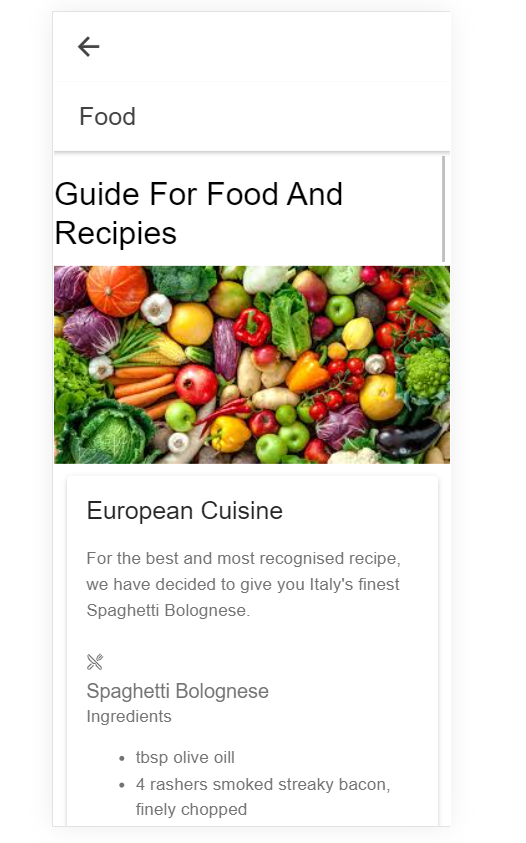 Food
Guide For Food And
Recipies
European Cuisine
For the best and most recognised recipe,
we have decided to give you Italy's finest
Spaghetti Bolognese.
Spaghetti Bolognese
Ingredients
• tbsp olive oill
• 4 rashers smoked streaky bacon,
finely chopped